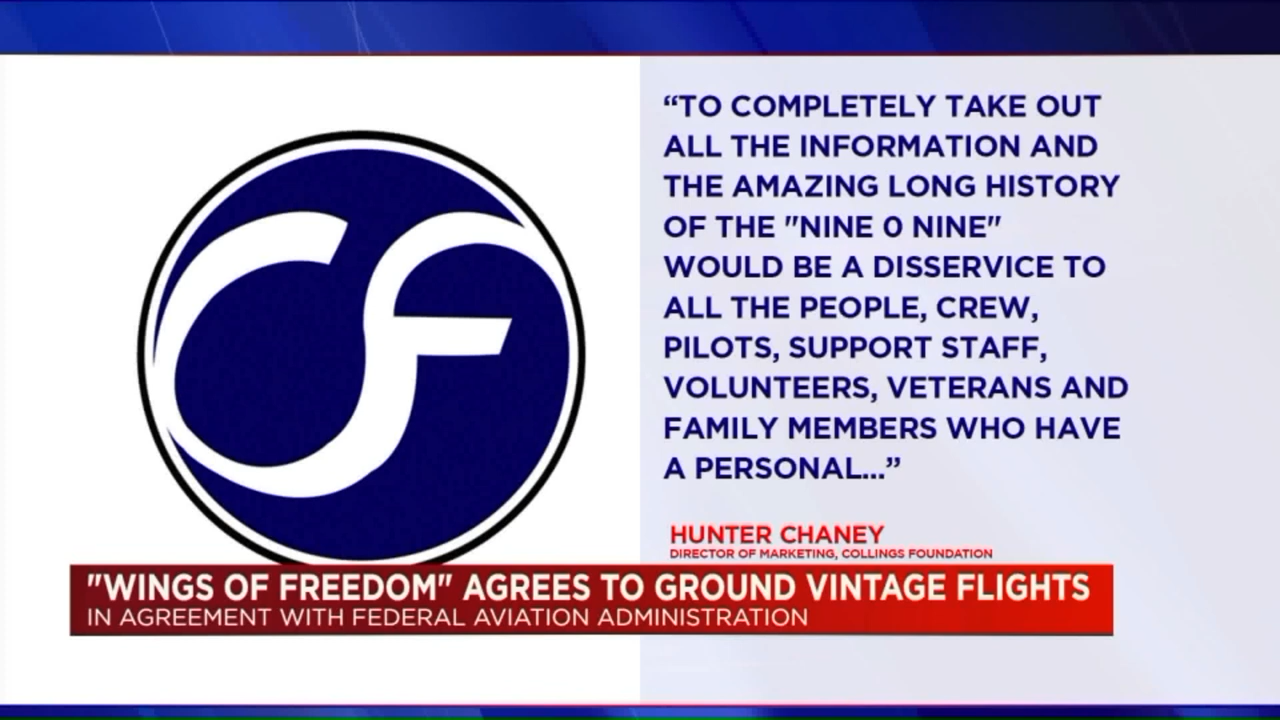 CF
“TO COMPLETELY TAKE OUT
ALL THE INFORMATION AND
THE AMAZING LONG HISTORY
OF THE "NINE 0 NINE"
WOULD BE A DISSERVICE TO
ALL THE PEOPLE, CREW,
PILOTS, SUPPORT STAFF,
VOLUNTEERS, VETERANS AND
FAMILY MEMBERS WHO HAVE
A PERSONAL...”
HUNTER CHANEY
DIRECTOR OF MARKETING, COLLINGS FOUNDATION
"WINGS OF FREEDOM" AGREES TO GROUND VINTAGE FLIGHTS
IN AGREEMENT WITH FEDERAL AVIATION ADMINISTRATION